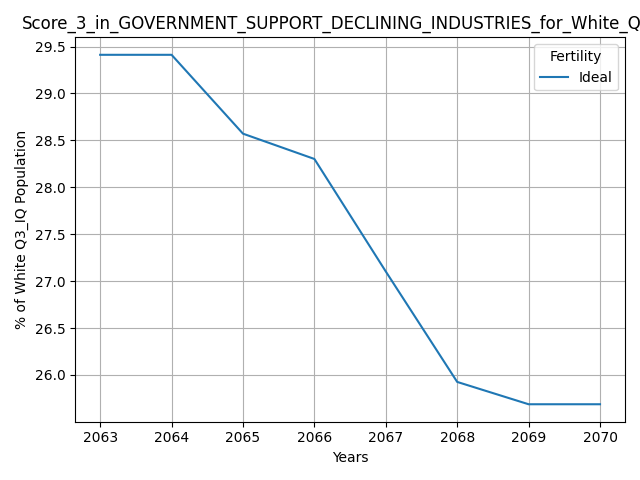 Score_3_in_GOVERNMENT_SUPPORT_DECLINING_INDUSTRIES_for_White_Q
Fertility
Ideal
29.5
29.0
28.5
28.0
27.5
27.0
26.5
26.0
% of White Q3_IQ Population
2063 2064 2065 2066 2067 2068 2069 2070
Years